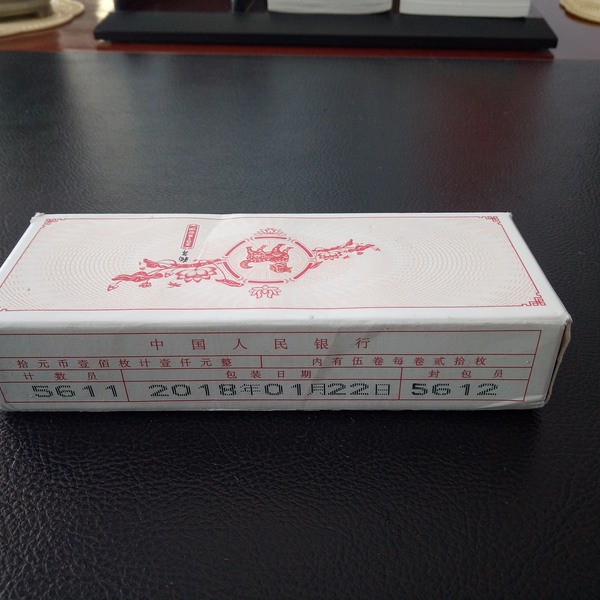 中国人民银行
拾元币壹佰枚计壹仟元整 内有伍卷每卷贰拾枚
计数员 包装日期 封包员
5611 2018年01月22日 5612